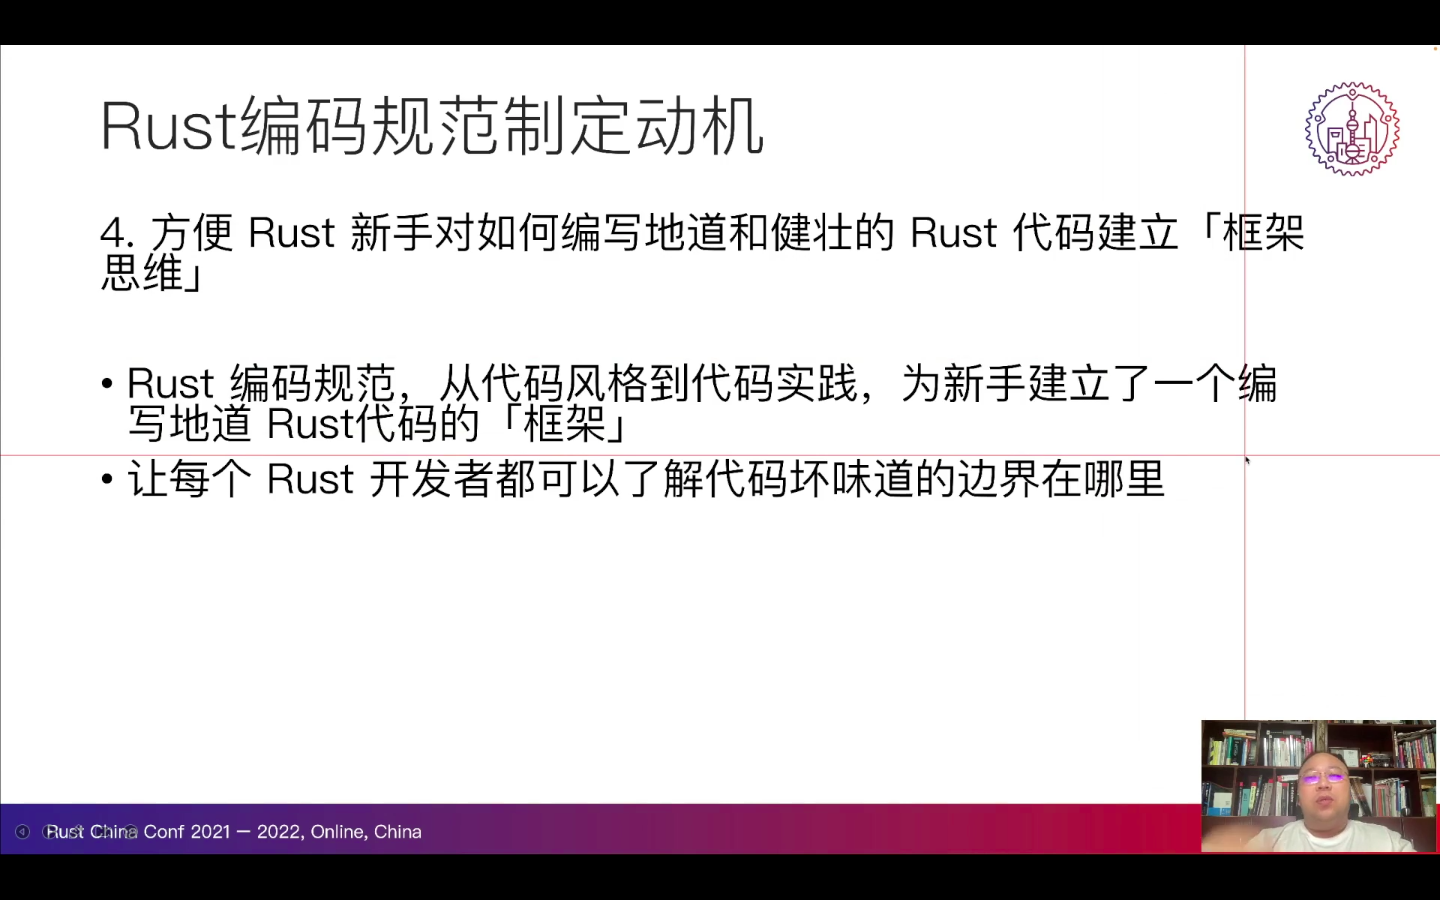 Rust编码规范制定动机
4. 方便 Rust 新手对如何编写地道和健壮的 Rust 代码建立「框架
思维」
• Rust 编码规范，从代码风格到代码实践，为新手建立了一个编
写地道 Rust代码的「框架」
• 让每个 Rust 开发者都可以了解代码坏味道的边界在哪里
Rust China Conf 2021 — 2022, Online, China